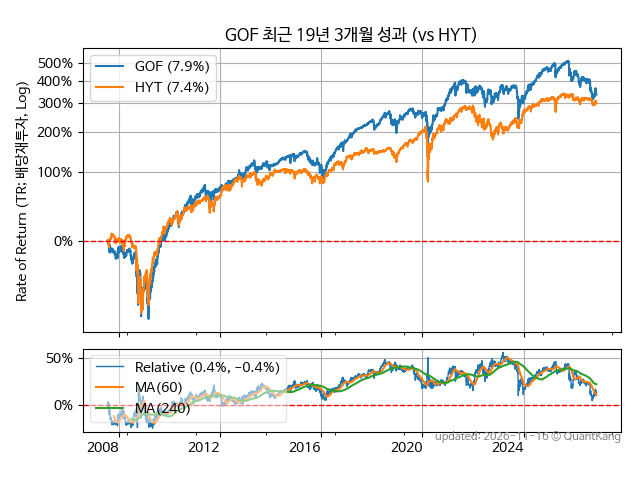 GOF 최근 19년 3개월 성과 (vs HYT)
Rate of Return (TR; 배당재투자, Log)
500%
400%
300%
200%
100%
0%
GOF (7.9%)
HYT (7.4%)
50%
0%
Relative (0.4%, −0.4%)
MA(60)
MA(240)
2008
2012
2016
2020
2024
updated: 2026-11-16 © QuantKang